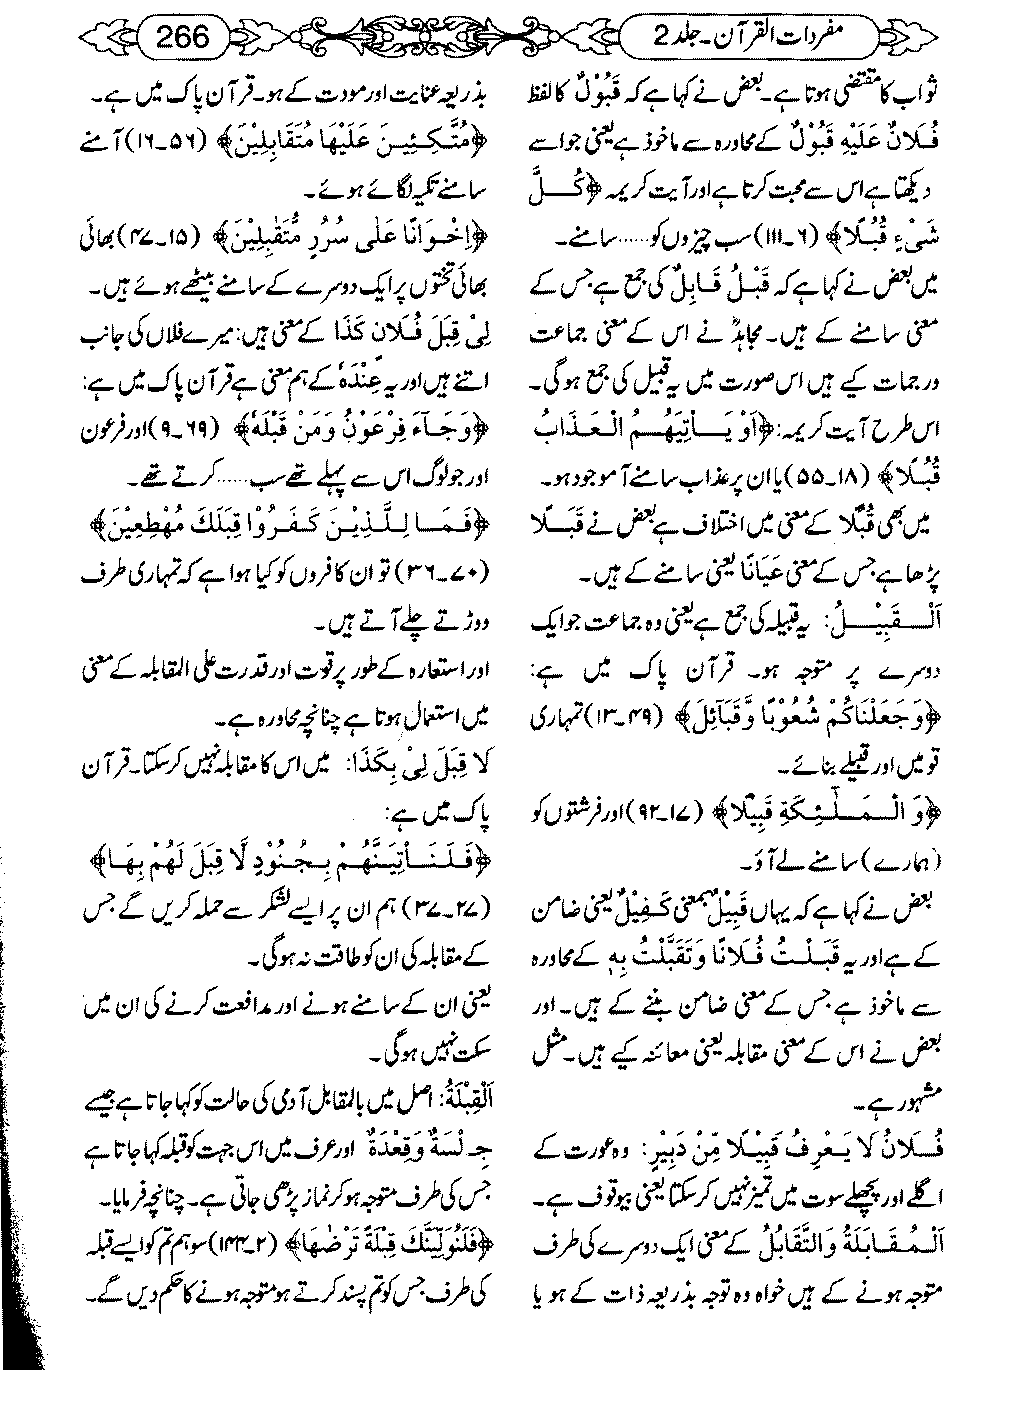 مفردات القرآن۔ جلد 2
266
ثواب کا مقتضی ہوتا ہے۔ بعض نے کہا ہے کہ قَبُوْلٌ کا لفظ
فُلَانٌ عَلَیْهِ قَبُوْلٌ کے محاورہ سے ماخوذ ہے یعنی جو اسے
دیکھتا ہے اس سے محبت کرتا ہے اور آیت کریمہ ﴿كُلَّ
شَیْءٍ قُبُلًا﴾ (۶۔۱۱۱) سب چیزوں کو...... سامنے۔
میں بعض نے کہا ہے کہ قُبُلٌ قَابِلٌ کی جمع ہے جس کے
معنی سامنے کے ہیں۔ مجاہدؒ نے اس کے معنی جماعت
در جماعت کیے ہیں اس صورت میں یہ قبیل کی جمع ہوگی۔
اس طرح آیت کریمہ: ﴿اَوْ یَاْتِیَهُمُ الْعَذَابُ
قُبُلًا﴾ (۱۸۔۵۵) یا ان پر عذاب سامنے آ موجود ہو۔
میں بھی قُبُلًا کے معنی میں اختلاف ہے بعض نے قِبَلًا
پڑھا ہے جس کے معنی عَیَانًا یعنی سامنے کے ہیں۔
اَلْقَبِیْلُ: یہ قبیلہ کی جمع ہے یعنی وہ جماعت جو ایک
دوسرے پر متوجہ ہو۔ قرآن پاک میں ہے:
﴿وَجَعَلْنَاكُمْ شُعُوْبًا وَّقَبَآئِلَ﴾ (۴۹۔۱۳) تمہاری
قومیں اور قبیلے بنائے۔
﴿وَالْمَلٰٓئِكَةِ قَبِیْلًا﴾ (۱۷۔۹۲) اور فرشتوں کو
(ہمارے) سامنے لے آؤ۔
بعض نے کہا ہے کہ یہاں قَبِیْلٌ بمعنی كَفِیْلٌ یعنی ضامن
کے ہے اور یہ قَبَلْتُ فُلَانًا وَتَقَبَّلْتُ بِهٖ کے محاورہ
سے ماخوذ ہے جس کے معنی ضامن بننے کے ہیں۔ اور
بعض نے اس کے معنی مقابلہ یعنی معائنہ کیے ہیں۔ مثل
مشہور ہے۔
فُلَانٌ لَا یَعْرِفُ قَبِیْلًا مِّنْ دَبِیْرٍ: وہ عورت کے
اگلے اور پچھلے سوت میں تمیز نہیں کر سکتا یعنی بیوقوف ہے۔
اَلْمُقَابَلَةُ وَالتَّقَابُلُ کے معنی ایک دوسرے کی طرف
متوجہ ہونے کے ہیں خواہ وہ توجہ بذریعہ ذات کے ہو یا
بذریعہ عنایت اور مودت کے ہو۔ قرآن پاک میں ہے۔
﴿مُتَّكِئِیْنَ عَلَیْهَا مُتَقَابِلِیْنَ﴾ (۵۶۔۱۶) آمنے
سامنے تکیہ لگائے ہوئے۔
﴿اِخْوَانًا عَلٰی سُرُرٍ مُّتَقٰبِلِیْنَ﴾ (۱۵۔۴۷) بھائی
بھائی تختوں پر ایک دوسرے کے سامنے بیٹھے ہوئے ہیں۔
لِیْ قِبَلَ فُلَانٍ كَذَا کے معنی ہیں: میرے فلاں کی جانب
اتنے ہیں اور یہ عِنْدَهٗ کے ہم معنی ہے قرآن پاک میں ہے:
﴿وَجَآءَ فِرْعَوْنُ وَمَنْ قَبْلَهٗ﴾ (۶۹۔۹) اور فرعون
اور جو لوگ اس سے پہلے تھے سب...... کرتے تھے۔
﴿فَمَا لِلَّذِیْنَ كَفَرُوْا قِبَلَكَ مُهْطِعِیْنَ﴾
(۷۰۔۳۶) تو ان کافروں کو کیا ہوا ہے کہ تمہاری طرف
دوڑتے چلے آتے ہیں۔
اور استعارہ کے طور پر قوت اور قدرت علی المقابلہ کے معنی
میں استعمال ہوتا ہے چنانچہ محاورہ ہے۔
لَا قِبَلَ لِیْ بِكَذَا: میں اس کا مقابلہ نہیں کر سکتا۔ قرآن
پاک میں ہے:
﴿فَلَنَاْتِیَنَّهُمْ بِجُنُوْدٍ لَّا قِبَلَ لَهُمْ بِهَا﴾
(۲۷۔۳۷) ہم ان پر ایسے لشکر سے حملہ کریں گے جس
کے مقابلہ کی ان کو طاقت نہ ہوگی۔
یعنی ان کے سامنے ہونے اور مدافعت کرنے کی ان میں
سکت نہیں ہوگی۔
اَلْقِبْلَةُ: اصل میں بالمقابل آدمی کی حالت کو کہا جاتا ہے جیسے
جِلْسَةٌ وَقِعْدَةٌ اور عرف میں اس جہت کو قبلہ کہا جاتا ہے
جس کی طرف متوجہ ہو کر نماز پڑھی جاتی ہے۔ چنانچہ فرمایا۔
﴿فَلَنُوَلِّیَنَّكَ قِبْلَةً تَرْضٰهَا﴾ (۲۔۱۴۴) سو ہم تم کو ایسے قبلہ
کی طرف جس کو تم پسند کرتے ہو متوجہ ہونے کا حکم دیں گے۔